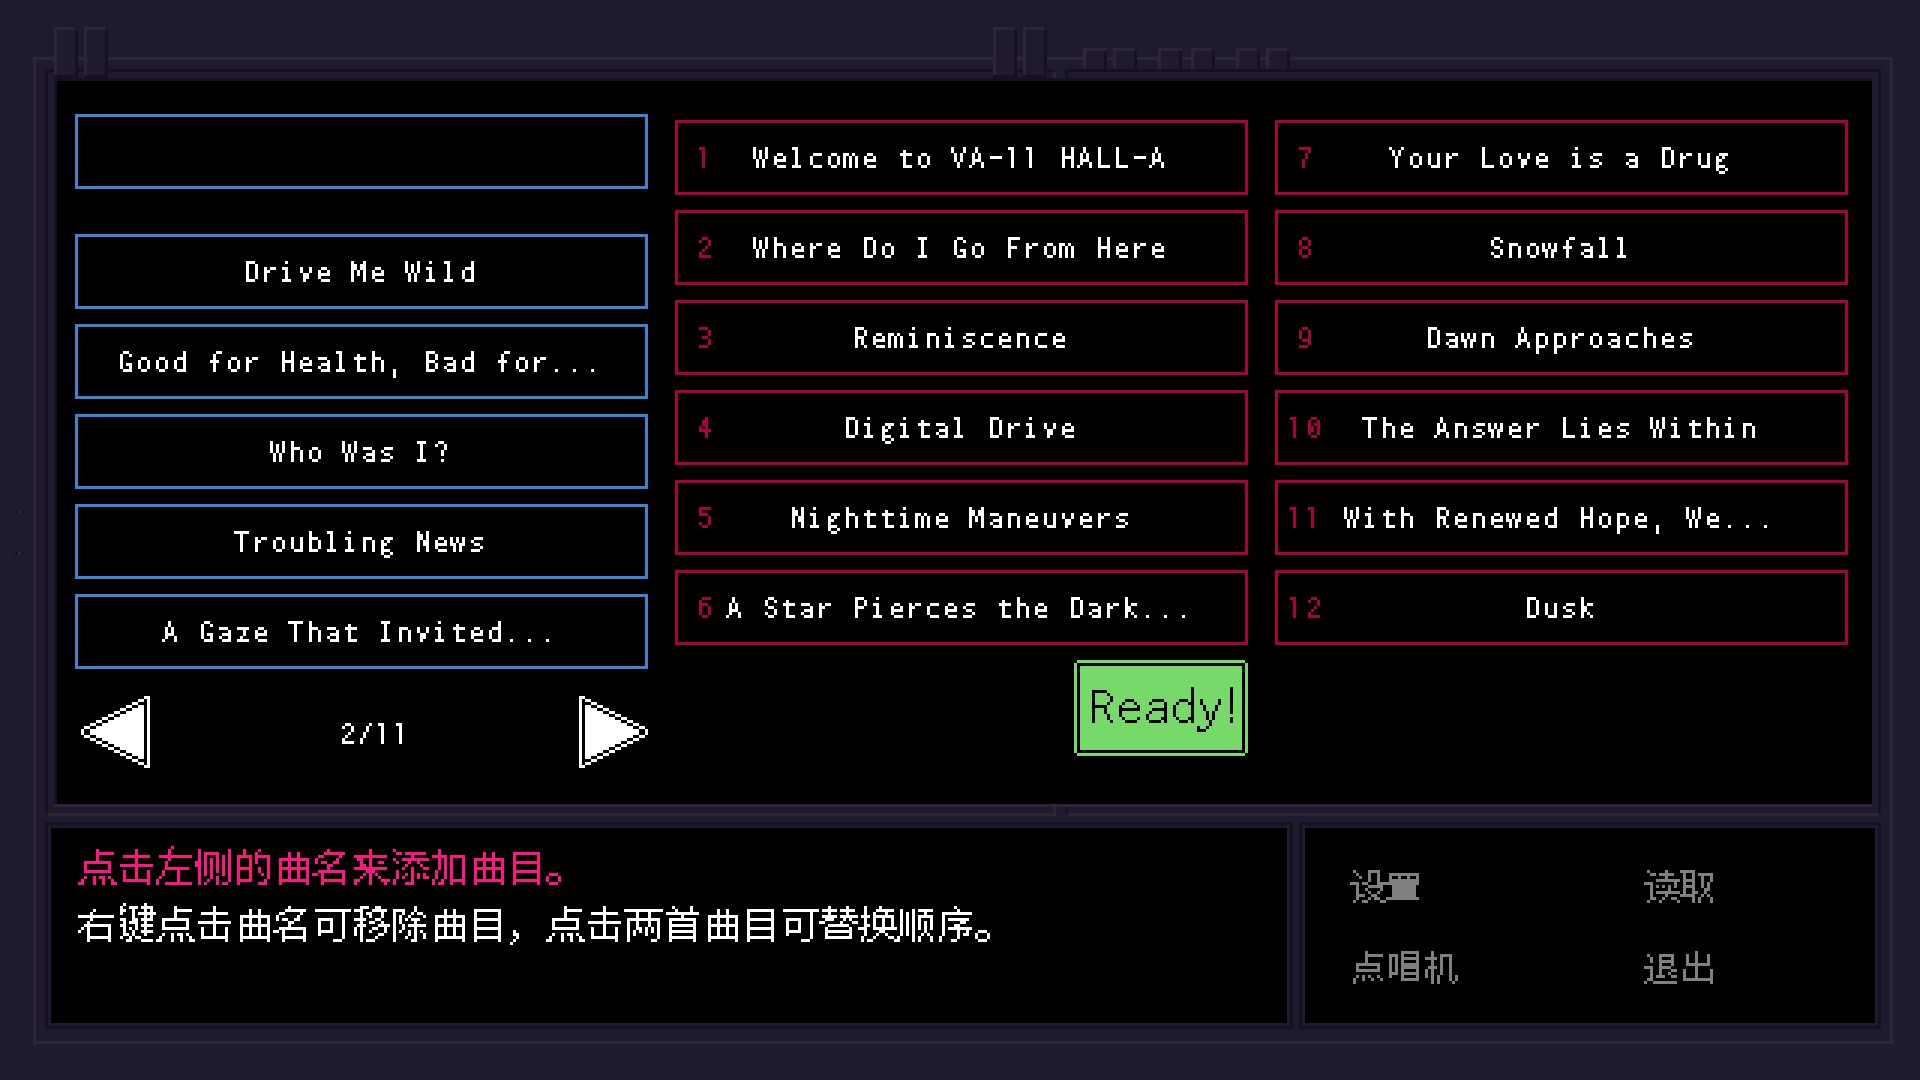 Drive Me Wild
Good for Health, Bad for...
Who Was I?
Troubling News
A Gaze That Invited...
2/11
1 Welcome to VA-11 HALL-A
2 Where Do I Go From Here
3 Reminiscence
4 Digital Drive
5 Nighttime Maneuvers
6 A Star Pierces the Dark...
7 Your Love is a Drug
8 Snowfall
9 Dawn Approaches
10 The Answer Lies Within
11 With Renewed Hope, We...
12 Dusk
Ready!
点击左侧的曲名来添加曲目。
右键点击曲名可移除曲目，点击两首曲目可替换顺序。
设置 读取
点唱机 退出